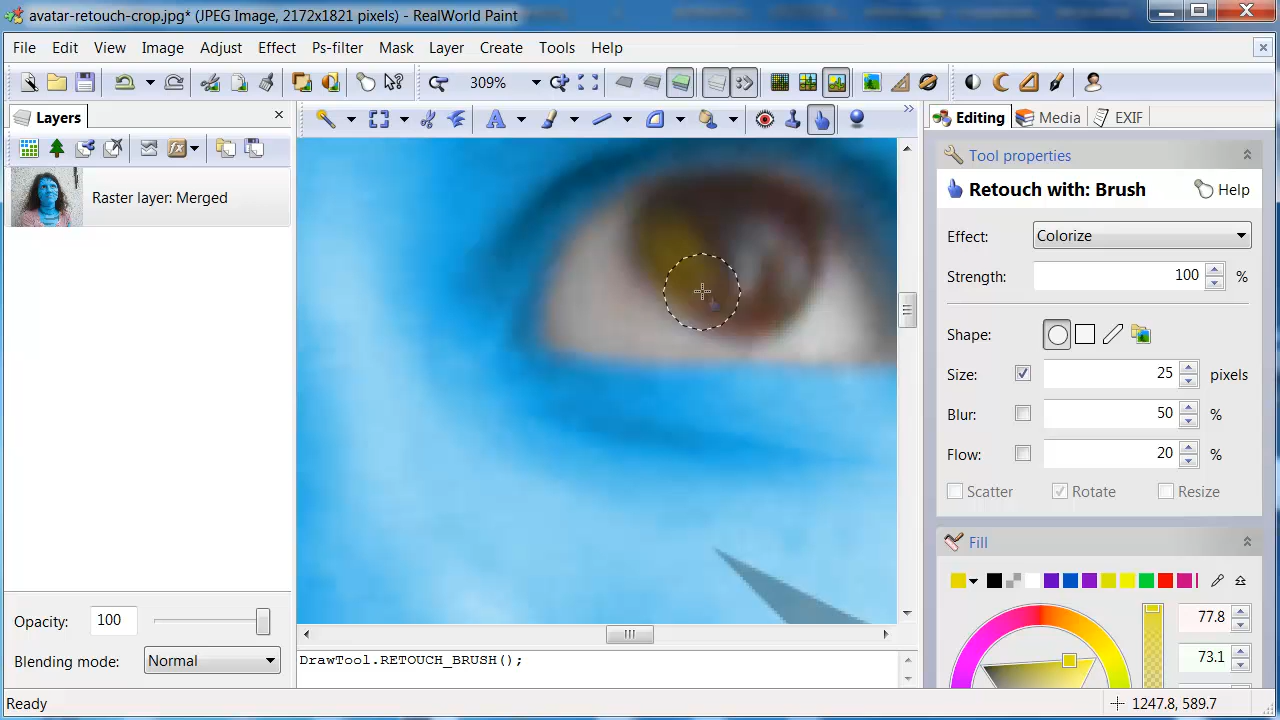 avatar-retouch-crop.jpg* (JPEG Image, 2172x1821 pixels) - RealWorld Paint
File Edit View Image Adjust Effect Ps-filter Mask Layer Create Tools Help
309%
Layers
Raster layer: Merged
Opacity: 100
Blending mode: Normal
DrawTool.RETOUCH_BRUSH();
Editing Media EXIF
Tool properties
Retouch with: Brush Help
Effect: Colorize
Strength: 100 %
Shape:
Size: 25 pixels
Blur: 50 %
Flow: 20 %
Scatter Rotate Resize
Fill
77.8
73.1
Ready 1247.8, 589.7